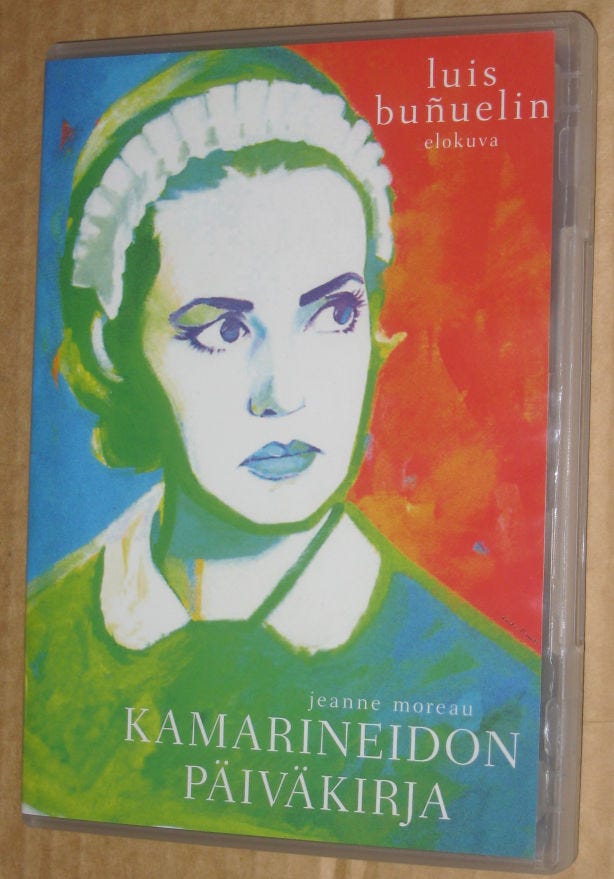 luis
buñuelin
elokuva
jeanne moreau
KAMARINEIDON
PÄIVÄKIRJA